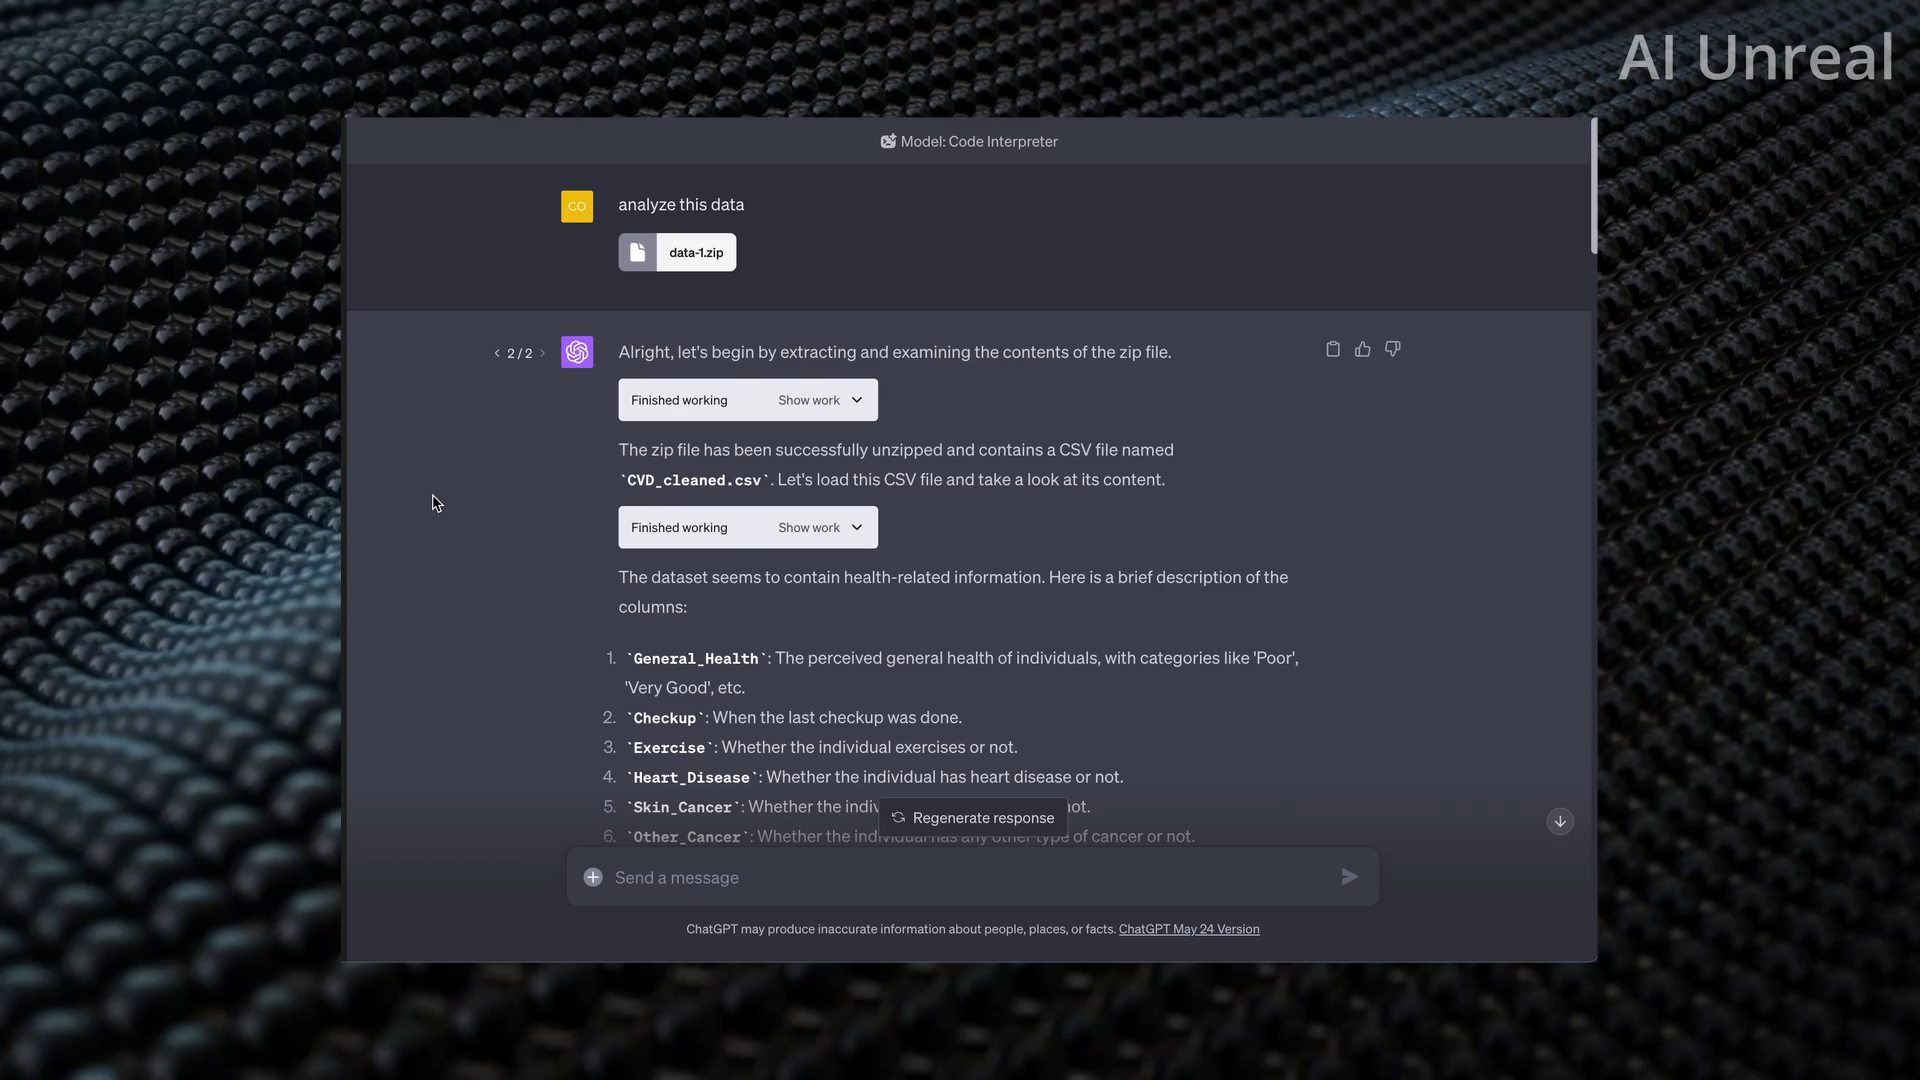 AI Unreal
Model: Code Interpreter
CO
analyze this data
data-1.zip
< 2 / 2 >
Alright, let's begin by extracting and examining the contents of the zip file.
Finished working Show work
The zip file has been successfully unzipped and contains a CSV file named
`CVD_cleaned.csv`. Let's load this CSV file and take a look at its content.
Finished working Show work
The dataset seems to contain health-related information. Here is a brief description of the
columns:
1. `General_Health`: The perceived general health of individuals, with categories like 'Poor',
'Very Good', etc.
2. `Checkup`: When the last checkup was done.
3. `Exercise`: Whether the individual exercises or not.
4. `Heart_Disease`: Whether the individual has heart disease or not.
5. `Skin_Cancer`: Whether the indiv not.
Regenerate response
6. `Other_Cancer`: Whether the individual has any other type of cancer or not.
Send a message
ChatGPT may produce inaccurate information about people, places, or facts. ChatGPT May 24 Version